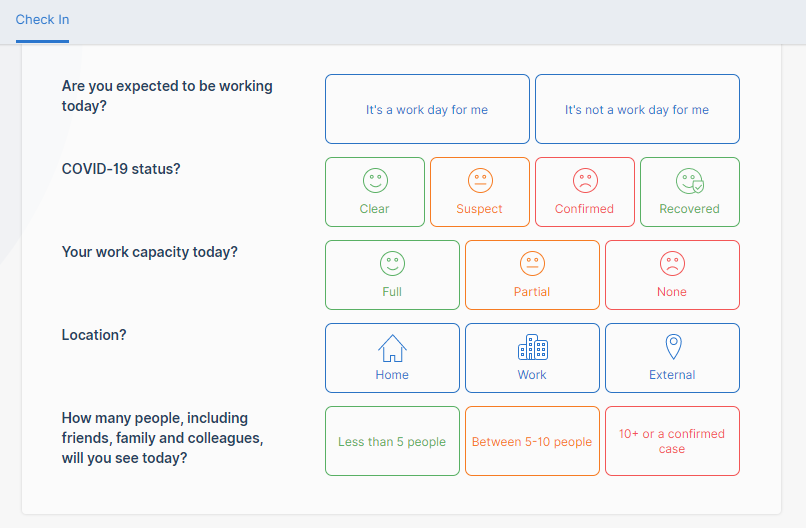 Check In
Are you expected to be working
today?
It's a work day for me
It's not a work day for me
COVID-19 status?
Clear
Suspect
Confirmed
Recovered
Your work capacity today?
Full
Partial
None
Location?
Home
Work
External
How many people, including
friends, family and colleagues,
will you see today?
Less than 5 people
Between 5-10 people
10+ or a confirmed
case